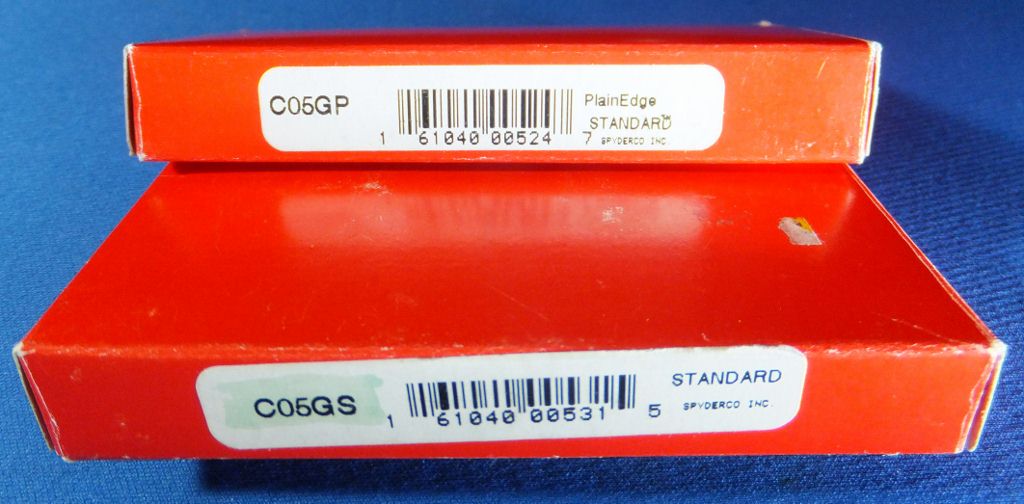 C05GP
PlainEdge
STANDARD
1 61040 00524 7 SPYDERCO INC.
C05GS
STANDARD
1 61040 00531 5 SPYDERCO INC.